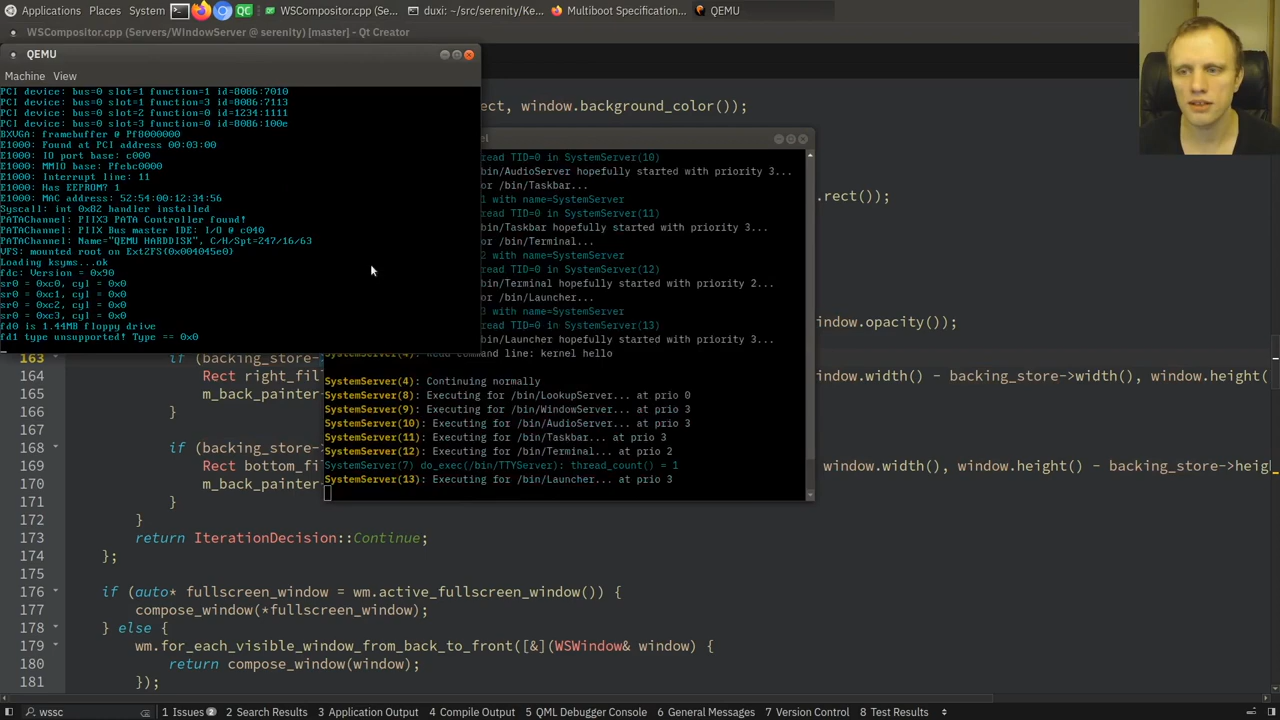 Applications Places System WSCompositor.cpp (Se... duxi: ~/src/serenity/Ke... Multiboot Specification... QEMU
WSCompositor.cpp (Servers/WindowServer @ serenity) [master] - Qt Creator
QEMU
Machine View
PCI device: bus=0 slot=1 function=1 id=8086:7010
PCI device: bus=0 slot=1 function=3 id=8086:7113
PCI device: bus=0 slot=2 function=0 id=1234:1111
PCI device: bus=0 slot=3 function=0 id=8086:100e
BXVGA: framebuffer @ Pf8000000
E1000: Found at PCI address 00:03:00
E1000: IO port base: c000
E1000: MMIO base: Pfebc0000
E1000: Interrupt line: 11
E1000: Has EEPROM? 1
E1000: MAC address: 52:54:00:12:34:56
Syscall: int 0x82 handler installed
PATAChannel: PIIX3 PATA Controller found!
PATAChannel: PIIX Bus master IDE: I/O @ c040
PATAChannel: Name="QEMU HARDDISK", C/H/Spt=247/16/63
VFS: mounted root on Ext2FS(0x004045e0)
Loading ksyms...ok
fdc: Version = 0x90
sr0 = 0xc0, cyl = 0x0
sr0 = 0xc1, cyl = 0x0
sr0 = 0xc2, cyl = 0x0
sr0 = 0xc3, cyl = 0x0
fd0 is 1.44MB floppy drive
fd1 type unsupported! Type == 0x0
ect, window.background_color());
.rect());
window.opacity());
read TID=0 in SystemServer(10)
bin/AudioServer hopefully started with priority 3...
or /bin/Taskbar...
1 with name=SystemServer
read TID=0 in SystemServer(11)
bin/Taskbar hopefully started with priority 3...
or /bin/Terminal...
2 with name=SystemServer
read TID=0 in SystemServer(12)
bin/Terminal hopefully started with priority 2...
or /bin/Launcher...
3 with name=SystemServer
read TID=0 in SystemServer(13)
bin/Launcher hopefully started with priority 3...
SystemServer(4): Read command line: kernel hello
SystemServer(4): Continuing normally
SystemServer(8): Executing for /bin/LookupServer... at prio 0
SystemServer(9): Executing for /bin/WindowServer... at prio 3
SystemServer(10): Executing for /bin/AudioServer... at prio 3
SystemServer(11): Executing for /bin/Taskbar... at prio 3
SystemServer(12): Executing for /bin/Terminal... at prio 2
SystemServer(7) do_exec(/bin/TTYServer): thread_count() = 1
SystemServer(13): Executing for /bin/Launcher... at prio 3
163 if (backing_store-
164 Rect right_fil window.width() - backing_store->width(), window.height(
165 m_back_painter
166 }
167
168 if (backing_store-
169 Rect bottom_fi window.width(), window.height() - backing_store->heig
170 m_back_painter
171 }
172 }
173 return IterationDecision::Continue;
174 };
175
176 if (auto* fullscreen_window = wm.active_fullscreen_window()) {
177 compose_window(*fullscreen_window);
178 } else {
179 wm.for_each_visible_window_from_back_to_front([&](WSWindow& window) {
180 return compose_window(window);
181 });
wssc 1 Issues 2 2 Search Results 3 Application Output 4 Compile Output 5 QML Debugger Console 6 General Messages 7 Version Control 8 Test Results